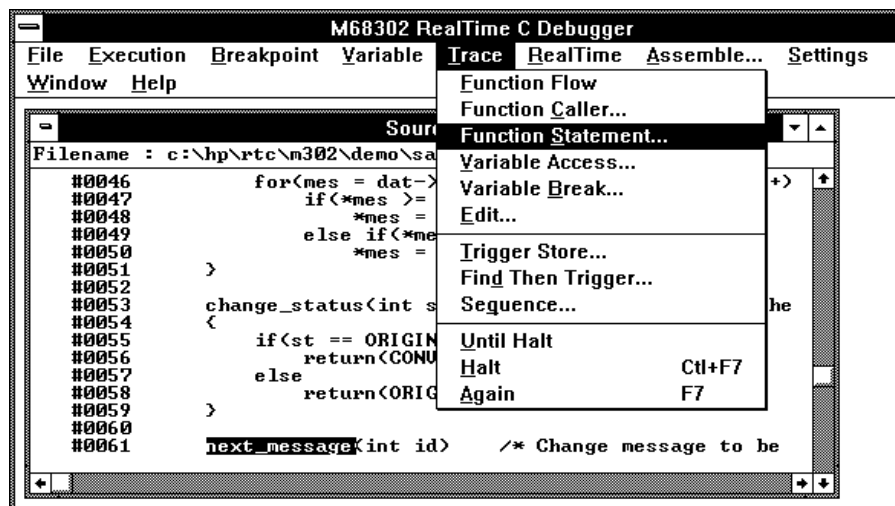 M68302 RealTime C Debugger
File Execution Breakpoint Variable Trace RealTime Assemble... Settings
Window Help
Function Flow
Function Caller...
Function Statement...
Variable Access...
Variable Break...
Edit...
Trigger Store...
Find Then Trigger...
Sequence...
Until Halt
Halt Ctl+F7
Again F7
Sour
Filename : c:\hp\rtc\m302\demo\sa
#0046 for(mes = dat-> +)
#0047 if(*mes >=
#0048 *mes =
#0049 else if(*me
#0050 *mes =
#0051 }
#0052
#0053 change_status(int s he
#0054 {
#0055 if(st == ORIGIN
#0056 return(CONV
#0057 else
#0058 return(ORIG
#0059 }
#0060
#0061 next_message(int id) /* Change message to be